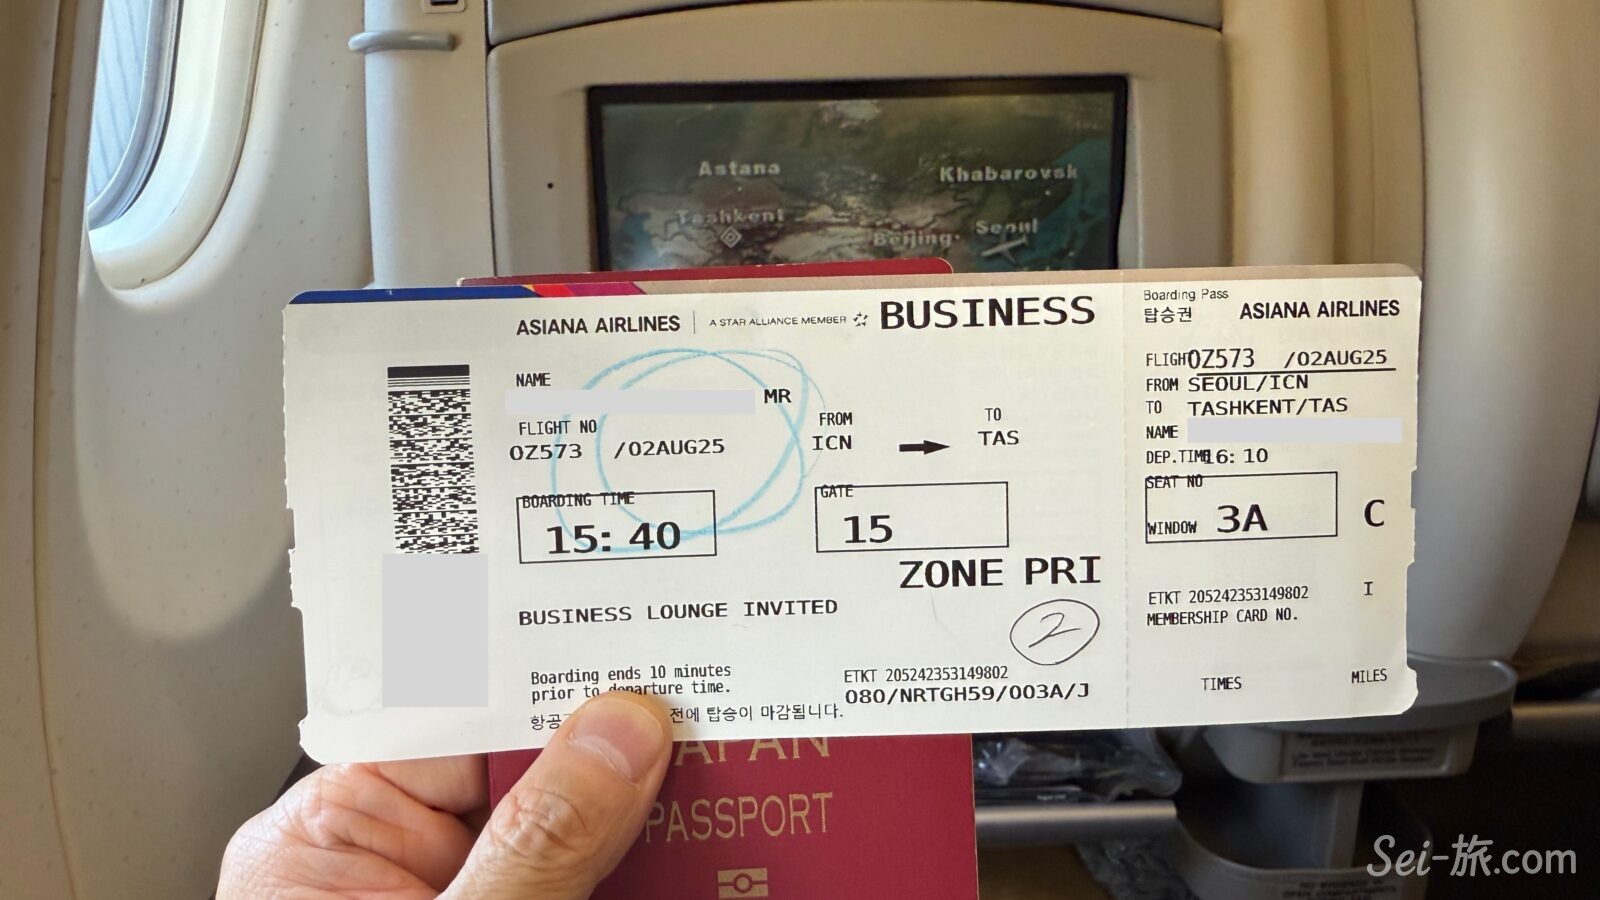 Astana
Khabarovsk
Tashkent
Seoul
Beijing
ASIANA AIRLINES
A STAR ALLIANCE MEMBER
BUSINESS
NAME
MR
FLIGHT NO
OZ573 /02AUG25
FROM
ICN
TO
TAS
BOARDING TIME
15:40
GATE
15
ZONE PRI
BUSINESS LOUNGE INVITED
2
Boarding ends 10 minutes
prior to departure time.
항공 전에 탑승이 마감됩니다.
ETKT 205242353149802
080/NRTGH59/003A/J
Boarding Pass
탑승권
ASIANA AIRLINES
FLIGHT OZ573 /02AUG25
FROM SEOUL/ICN
TO TASHKENT/TAS
NAME
DEP.TIME 16:10
SEAT NO
WINDOW 3A
C
ETKT 205242353149802
I
MEMBERSHIP CARD NO.
TIMES
MILES
JAPAN
PASSPORT
Sei-旅.com